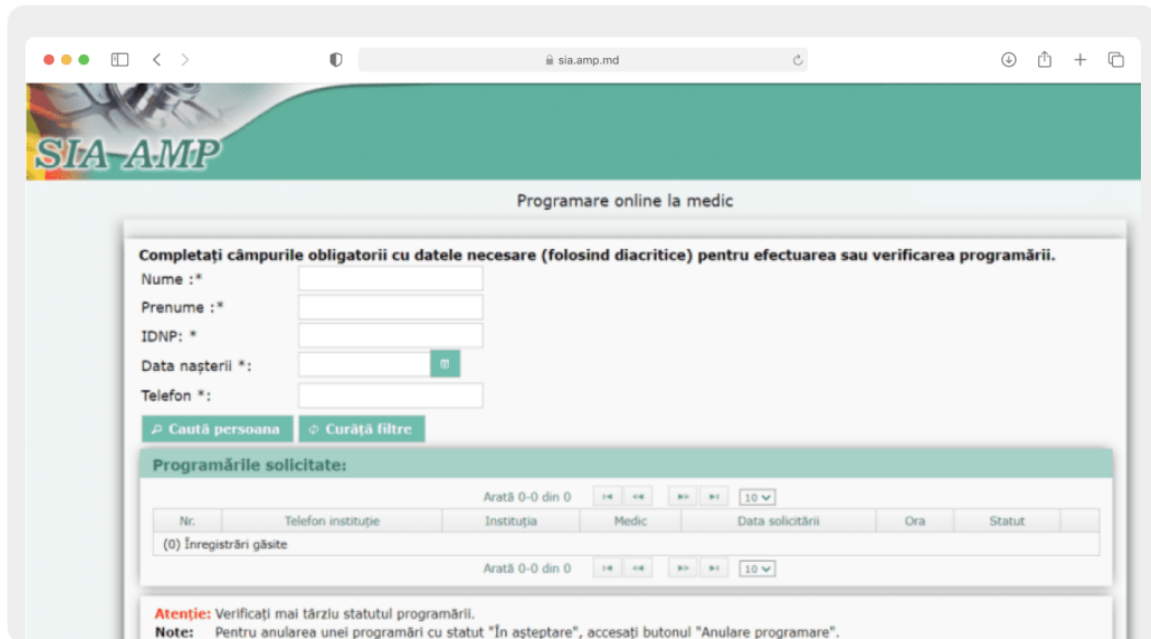 sia.amp.md
SIA AMP
Programare online la medic
Completați câmpurile obligatorii cu datele necesare (folosind diacritice) pentru efectuarea sau verificarea programării.
Nume :*
Prenume :*
IDNP: *
Data nașterii *:
Telefon *:
Caută persoana Curăță filtre
Programările solicitate:
Arată 0-0 din 0 10
Nr. Telefon instituție Instituția Medic Data solicitării Ora Statut
(0) Înregistrări găsite
Arată 0-0 din 0 10
Atenție: Verificați mai târziu statutul programării.
Note: Pentru anularea unei programări cu statut "În așteptare", accesați butonul "Anulare programare".